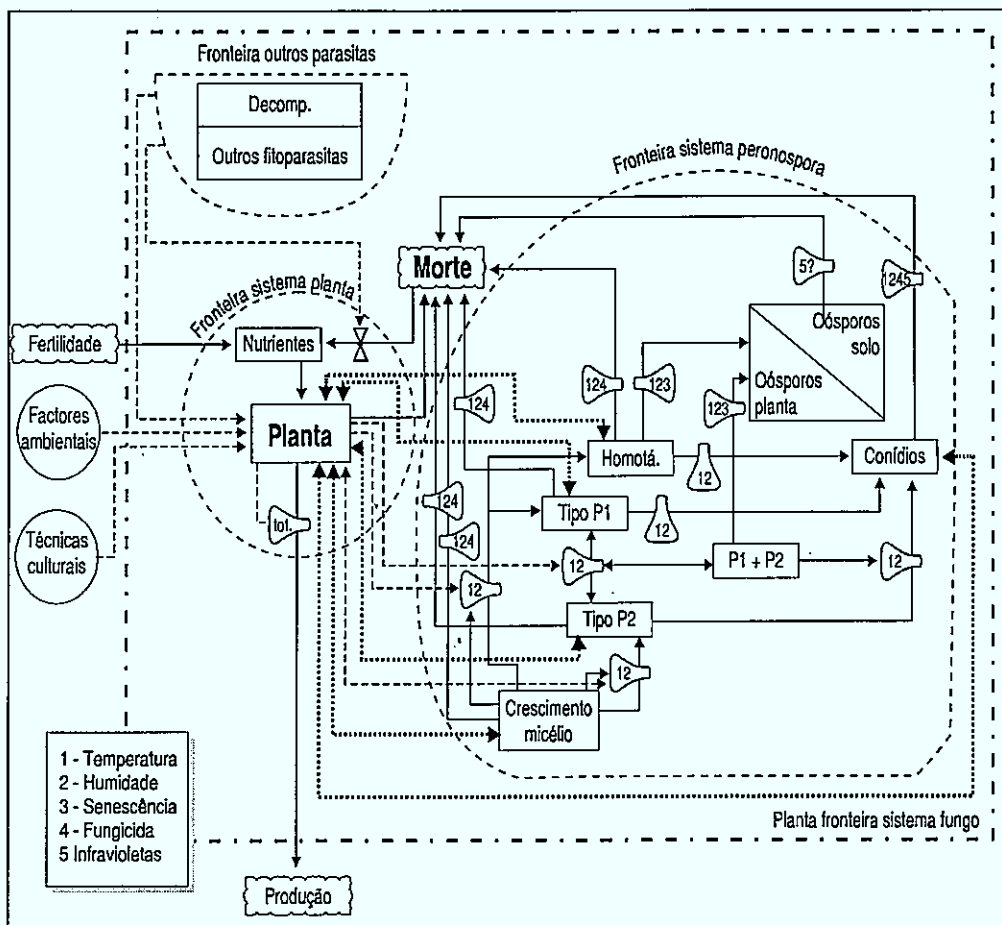 Fronteira outros parasitas
Decomp.
Outros fitoparasitas
Fronteira sistema peronospora
Morte
5?
245
Fronteira sistema planta
Oósporos
solo
Fertilidade
Nutrientes
Oósporos
planta
124
124
123
123
Factores
ambientais
Planta
Homotá.
12
Conídios
124
Tipo P1
12
tot.
124
Técnicas
culturais
12
12
P1 + P2
12
Tipo P2
12
Crescimento
micélio
1 - Temperatura
2 - Humidade
3 - Senescência
4 - Fungicida
5 Infravioletas
Planta fronteira sistema fungo
Produção